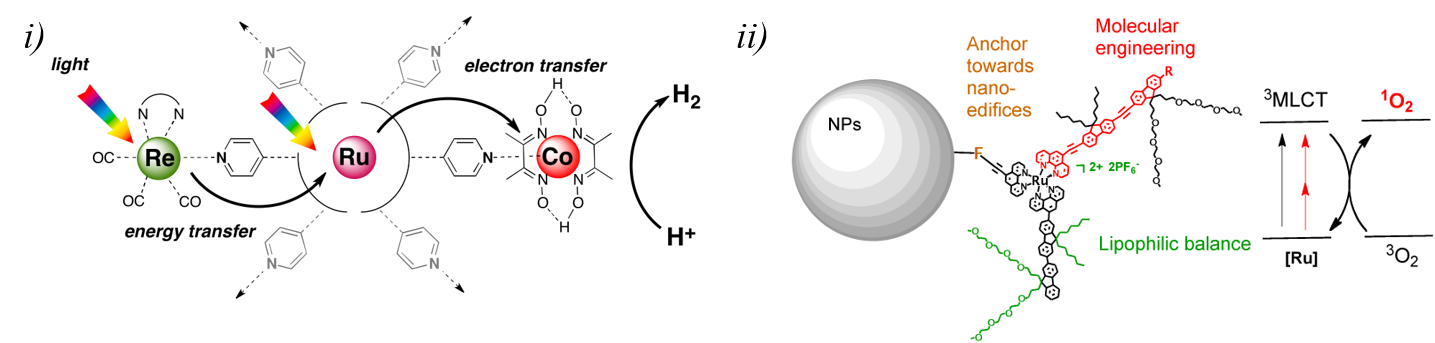 i)
light
N N
Re
OC
OC
CO
N
energy transfer
N
N
N
N
Ru
electron transfer
N
H
O O
N N
Co
N N
O O
H
H₂
H⁺
ii)
NPs
Anchor
towards
nano-
edifices
F
Molecular
engineering
R
2+ 2PF₆⁻
Ru
N
Lipophilic balance
³MLCT
¹O₂
[Ru]
³O₂